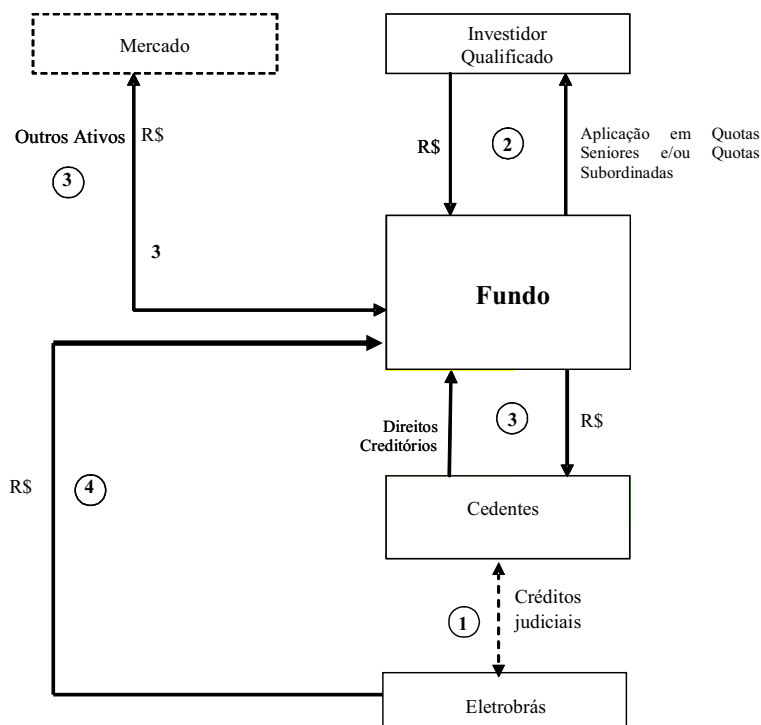 Mercado
Investidor
Qualificado
Outros Ativos
R$
3
R$
2
Aplicação em Quotas
Seniores e/ou Quotas
Subordinadas
3
Fundo
Direitos
Creditórios
3
R$
R$
4
Cedentes
1
Créditos
judiciais
Eletrobrás